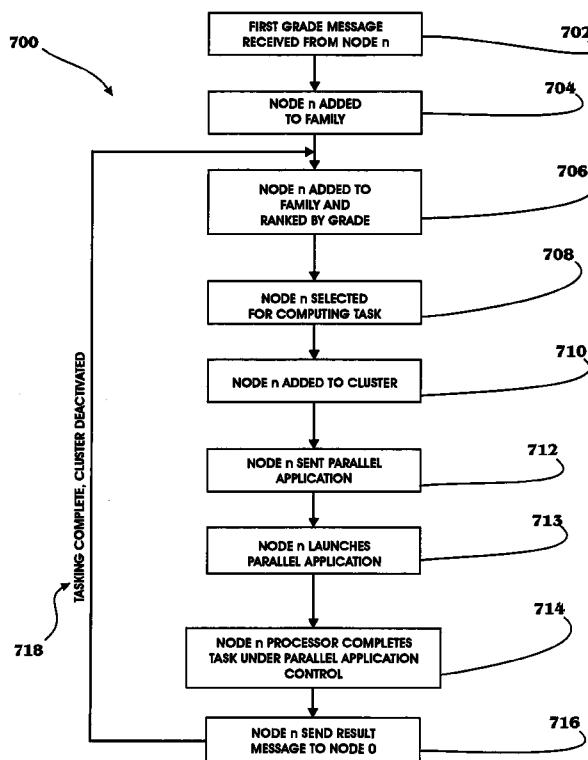 700
FIRST GRADE MESSAGE
RECEIVED FROM NODE n
702
NODE n ADDED
TO FAMILY
704
NODE n ADDED TO
FAMILY AND
RANKED BY GRADE
706
NODE n SELECTED
FOR COMPUTING TASK
708
NODE n ADDED TO CLUSTER
710
NODE n SENT PARALLEL
APPLICATION
712
NODE n LAUNCHES
PARALLEL APPLICATION
713
NODE n PROCESSOR COMPLETES
TASK UNDER PARALLEL APPLICATION
CONTROL
714
NODE n SEND RESULT
MESSAGE TO NODE 0
716
TASKING COMPLETE, CLUSTER DEACTIVATED
718